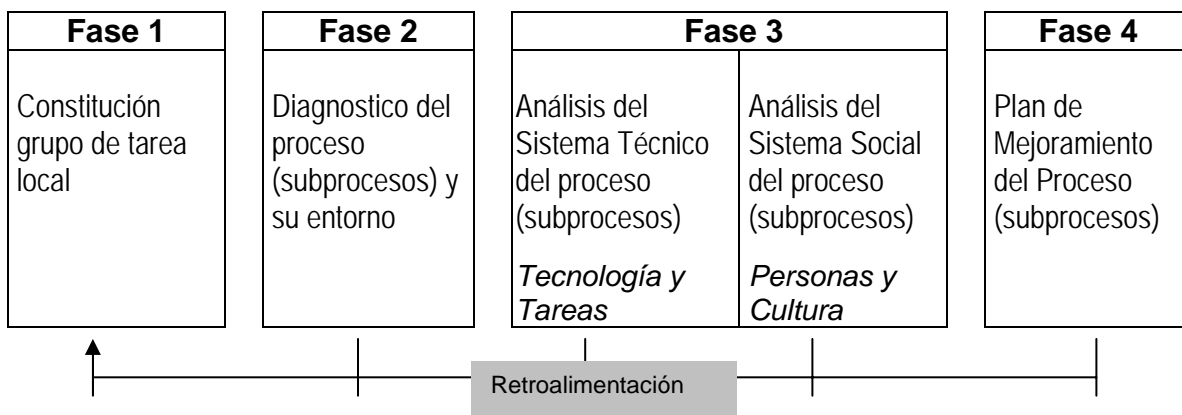 Fase 1
Constitución
grupo de tarea
local
Fase 2
Diagnostico del
proceso
(subprocesos) y
su entorno
Fase 3
Análisis del
Sistema Técnico
del proceso
(subprocesos)
Tecnología y
Tareas
Análisis del
Sistema Social
del proceso
(subprocesos)
Personas y
Cultura
Fase 4
Plan de
Mejoramiento
del Proceso
(subprocesos)
Retroalimentación